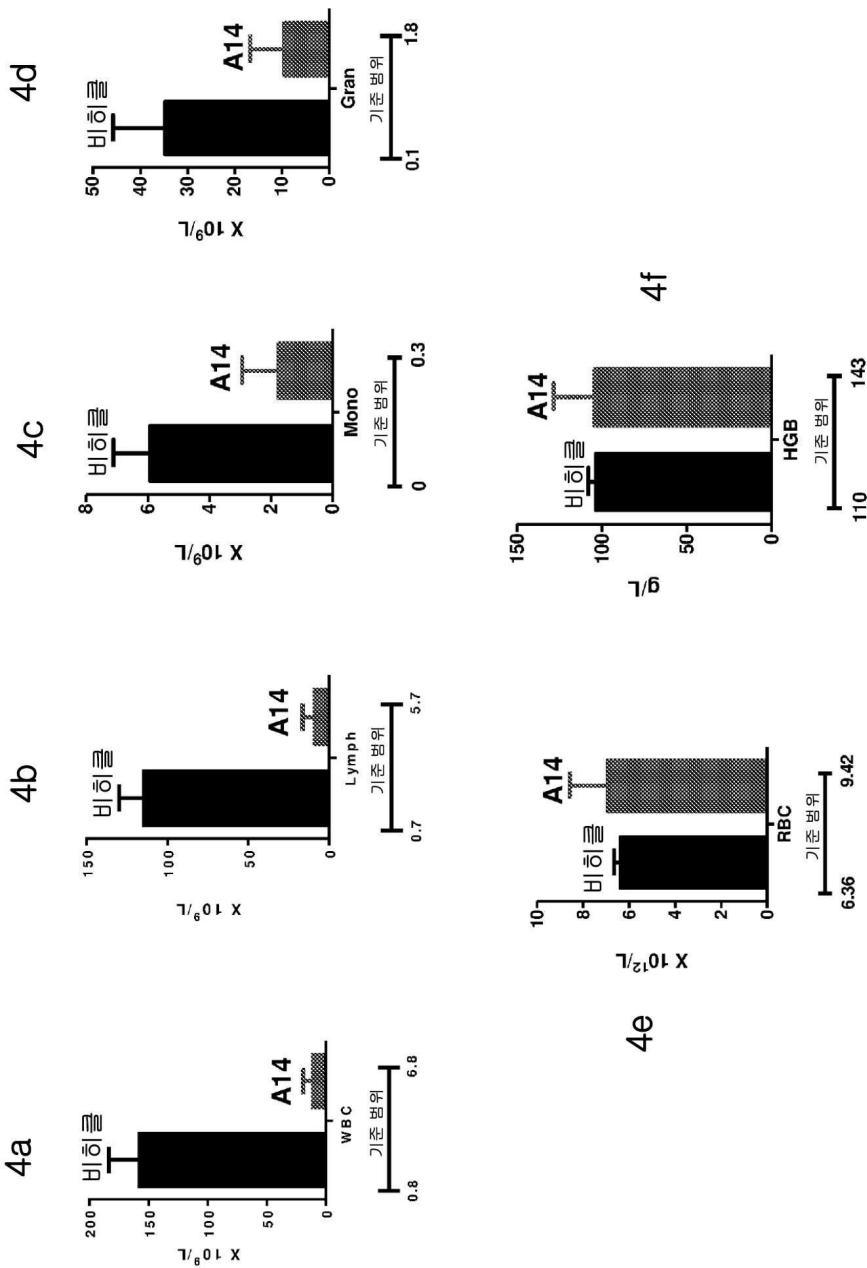 4a
비히클
A14
200
150
100
50
0
X 10⁹/L
WBC
기준 범위
0.8 6.8
4b
비히클
A14
150
100
50
0
X 10⁹/L
Lymph
기준 범위
0.7 5.7
4c
비히클
A14
8
6
4
2
0
X 10⁹/L
Mono
기준 범위
0 0.3
4d
비히클
A14
50
40
30
20
10
0
X 10⁹/L
Gran
기준 범위
0.1 1.8
4e
비히클
A14
10
8
6
4
2
0
X 10¹²/L
RBC
기준 범위
6.36 9.42
4f
비히클
A14
150
100
50
0
g/L
HGB
기준 범위
110 143